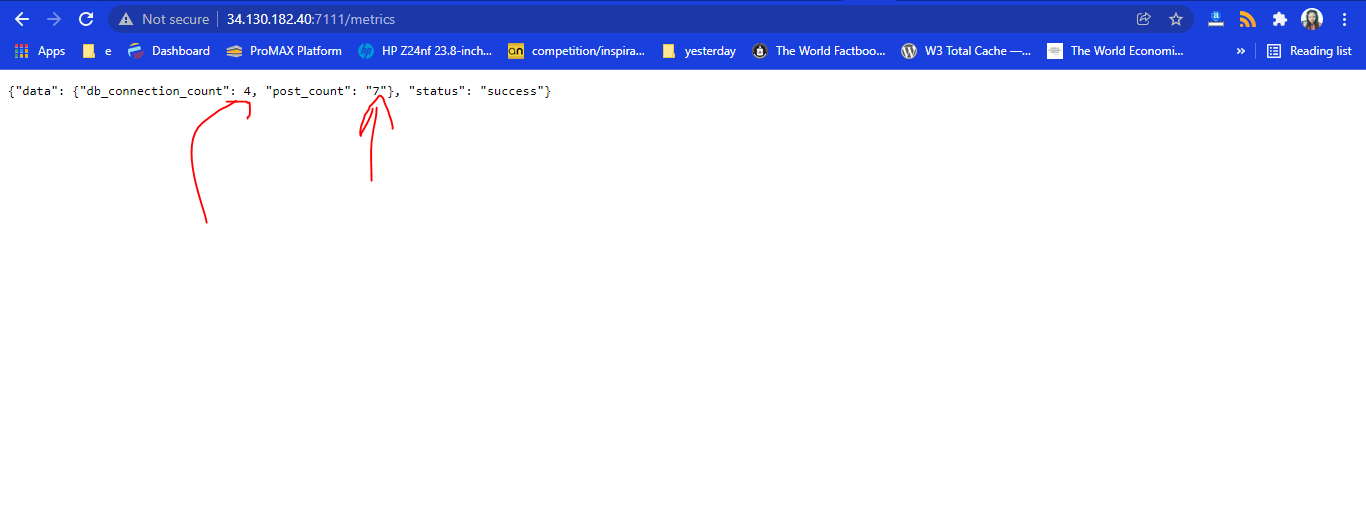 Not secure 34.130.182.40:7111/metrics
Apps e Dashboard ProMAX Platform HP Z24nf 23.8-inch... an competition/inspira... yesterday The World Factboo... W3 Total Cache —... The World Economi... » Reading list
{"data": {"db_connection_count": 4, "post_count": "7"}, "status": "success"}